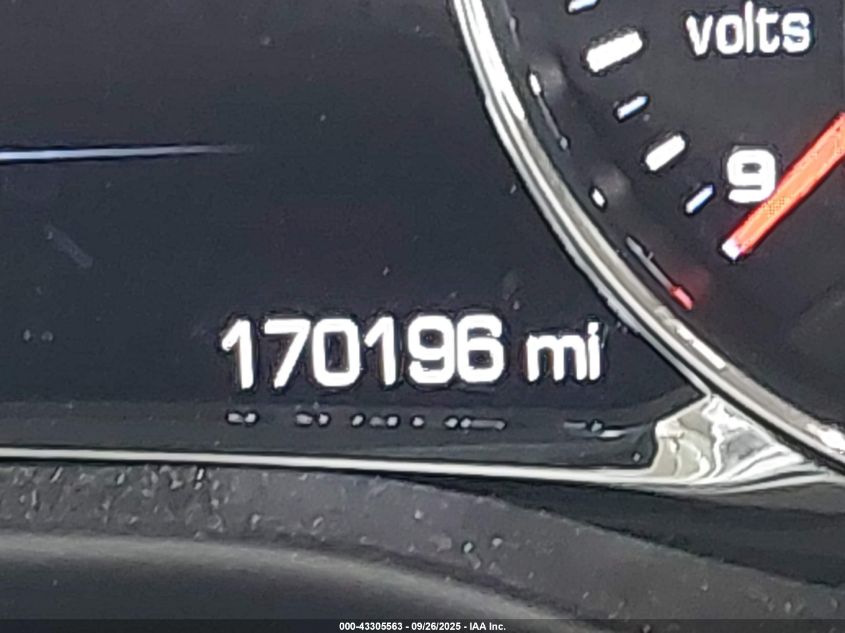 volts
9
170196 mi
000-43305563 - 09/26/2025 - IAA Inc.